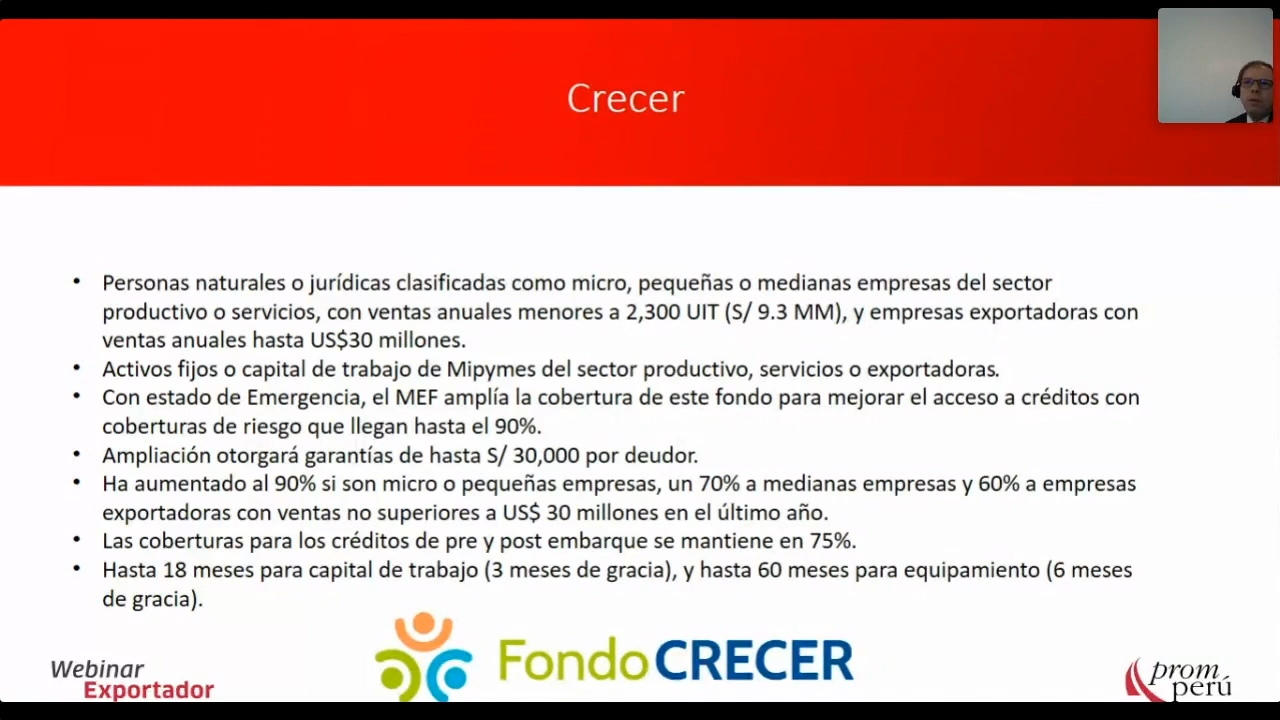 Crecer
• Personas naturales o jurídicas clasificadas como micro, pequeñas o medianas empresas del sector
productivo o servicios, con ventas anuales menores a 2,300 UIT (S/ 9.3 MM), y empresas exportadoras con
ventas anuales hasta US$30 millones.
• Activos fijos o capital de trabajo de Mipymes del sector productivo, servicios o exportadoras.
• Con estado de Emergencia, el MEF amplía la cobertura de este fondo para mejorar el acceso a créditos con
coberturas de riesgo que llegan hasta el 90%.
• Ampliación otorgará garantías de hasta S/ 30,000 por deudor.
• Ha aumentado al 90% si son micro o pequeñas empresas, un 70% a medianas empresas y 60% a empresas
exportadoras con ventas no superiores a US$ 30 millones en el último año.
• Las coberturas para los créditos de pre y post embarque se mantiene en 75%.
• Hasta 18 meses para capital de trabajo (3 meses de gracia), y hasta 60 meses para equipamiento (6 meses
de gracia).
Webinar
Exportador
FondoCRECER
prom
perú